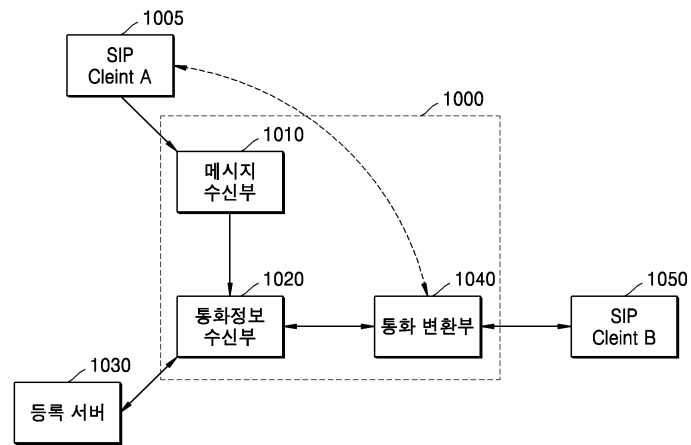 1005
SIP
Cleint A
1000
1010
메시지
수신부
1020
통화정보
수신부
1040
통화 변환부
1050
SIP
Cleint B
1030
등록 서버